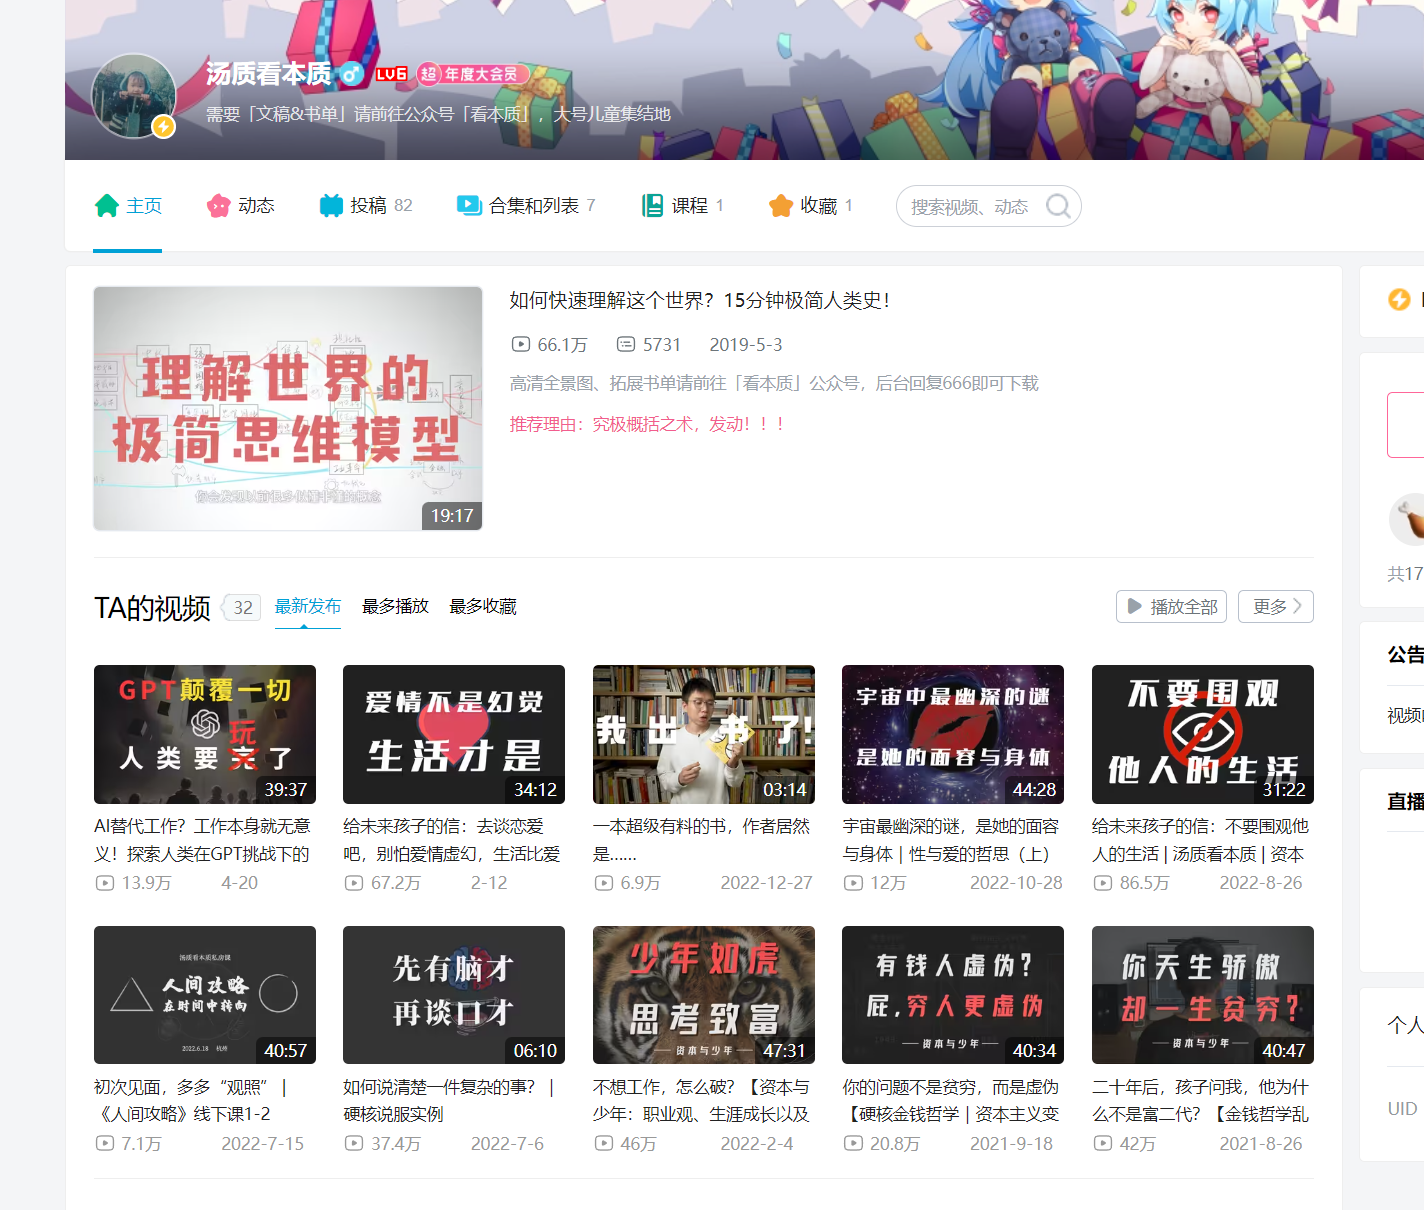 汤质看本质 LV6 超 年度大会员
需要「文稿&书单」请前往公众号「看本质」，大号儿童集结地
主页 动态 投稿 82 合集和列表 7 课程 1 收藏 1 搜索视频、动态
理解世界的
极简思维模型
19:17
如何快速理解这个世界？15分钟极简人类史！
66.1万 5731 2019-5-3
高清全景图、拓展书单请前往「看本质」公众号，后台回复666即可下载
推荐理由：究极概括之术，发动！！！
共17
TA的视频 32 最新发布 最多播放 最多收藏 播放全部 更多
公告
视频
直播
个人
UID
GPT颠覆一切
玩
人类要完了
39:37
AI替代工作？工作本身就无意
义！探索人类在GPT挑战下的
13.9万 4-20
爱情不是幻觉
生活才是
34:12
给未来孩子的信：去谈恋爱
吧，别怕爱情虚幻，生活比爱
67.2万 2-12
我出书了!
03:14
一本超级有料的书，作者居然
是……
6.9万 2022-12-27
宇宙中最幽深的谜
是她的面容与身体
44:28
宇宙最幽深的谜，是她的面容
与身体 | 性与爱的哲思（上）
12万 2022-10-28
不要围观
他人的生活
31:22
给未来孩子的信：不要围观他
人的生活 | 汤质看本质 | 资本
86.5万 2022-8-26
汤质看本质私房课
人间攻略
在时间中转向
2022.6.18 杭州
40:57
初次见面，多多“观照” |
《人间攻略》线下课1-2
7.1万 2022-7-15
先有脑才
再谈口才
06:10
如何说清楚一件复杂的事？ |
硬核说服实例
37.4万 2022-7-6
少年如虎
思考致富
资本与少年
47:31
不想工作，怎么破？【资本与
少年：职业观、生涯成长以及
46万 2022-2-4
有钱人虚伪?
屁,穷人更虚伪
资本与少年
40:34
你的问题不是贫穷，而是虚伪
【硬核金钱哲学 | 资本主义变
20.8万 2021-9-18
你天生骄傲
却一生贫穷?
资本与少年
40:47
二十年后，孩子问我，他为什
么不是富二代？【金钱哲学乱
42万 2021-8-26